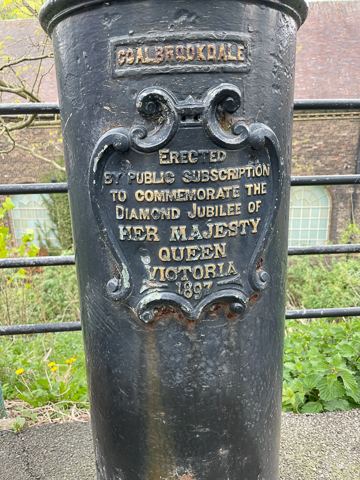 COALBROOKDALE
ERECTED
BY PUBLIC SUBSCRIPTION
TO COMMEMORATE THE
DIAMOND JUBILEE OF
HER MAJESTY
QUEEN
VICTORIA
1897